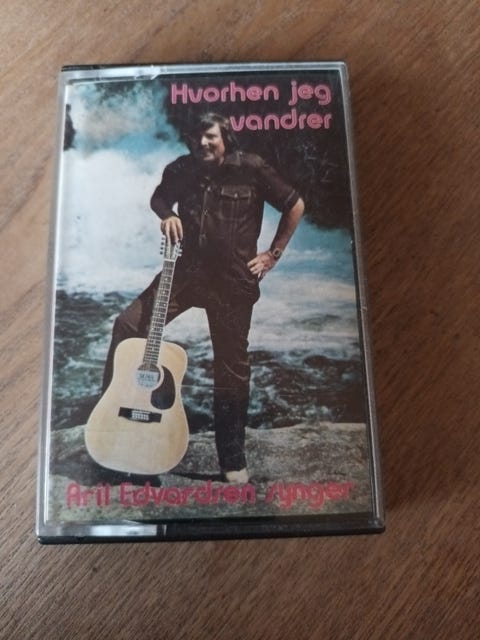 Hvorhen jeg
vandrer
Aril Edvardsen synger